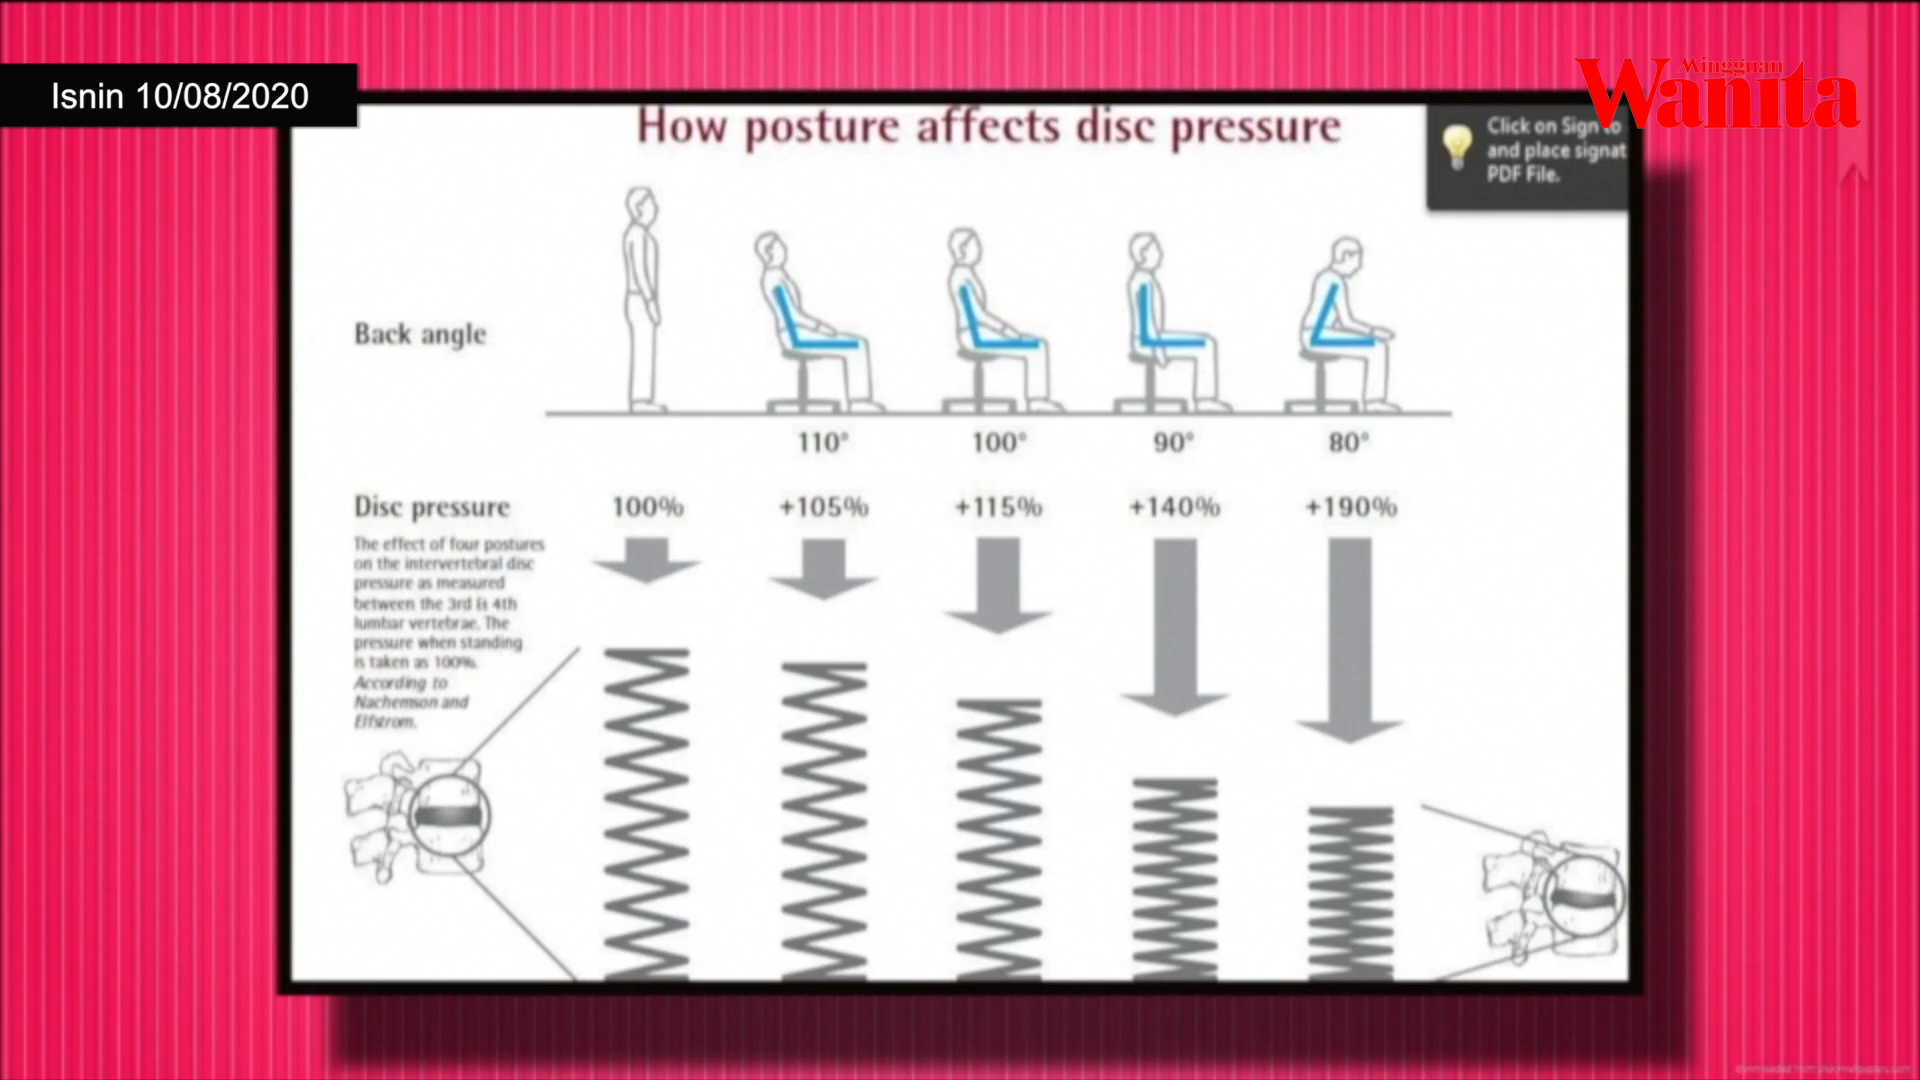 Isnin 10/08/2020
Mingguan
Wanita
How posture affects disc pressure
Click on Sign to
and place signat
PDF File.
Back angle
110° 100° 90° 80°
Disc pressure 100% +105% +115% +140% +190%
The effect of four postures
on the intervertebral disc
pressure as measured
between the 3rd & 4th
lumbar vertebrae. The
pressure when standing
is taken as 100%.
According to
Nachemson and
Elfstrom.